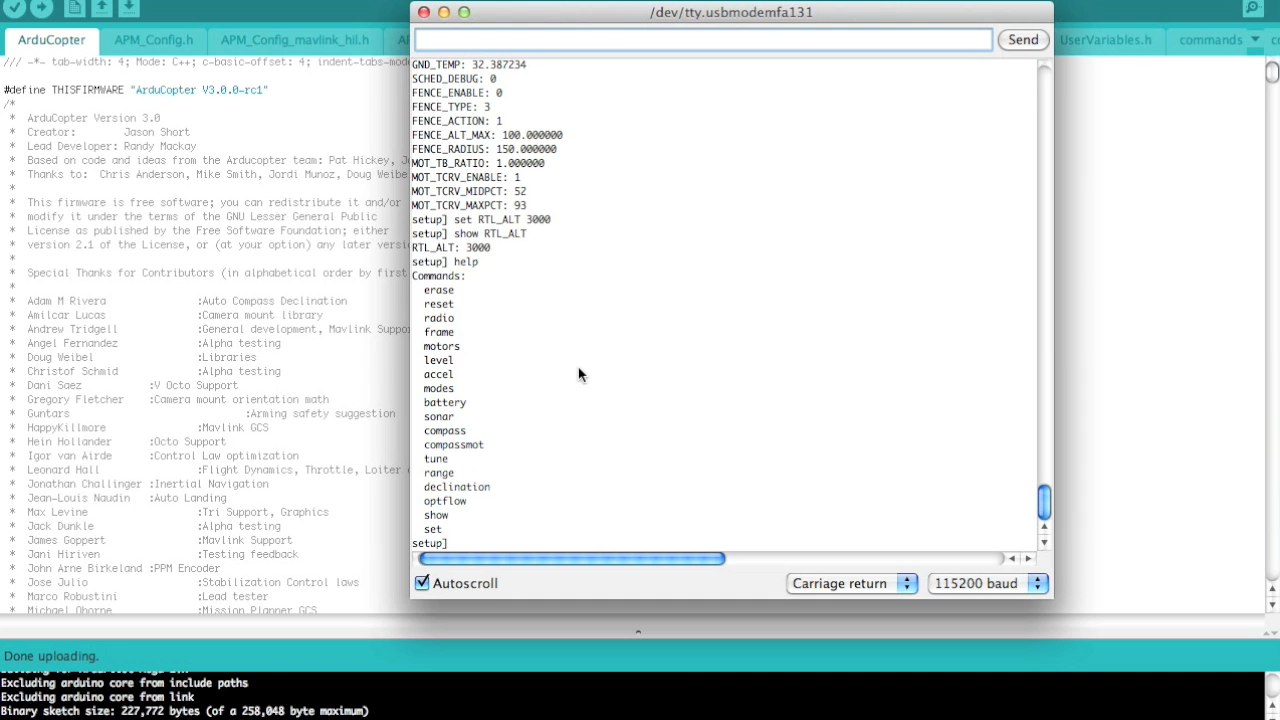 /dev/tty.usbmodemfa131
Send
ArduCopter
APM_Config.h
APM_Config_mavlink_hil.h
UserVariables.h
commands
/// -*- tab-width: 4; Mode: C++; c-basic-offset: 4; indent-tabs-mode
#define THISFIRMWARE "ArduCopter V3.0.0-rc1"
/*
* ArduCopter Version 3.0
* Creator: Jason Short
* Lead Developer: Randy Mackay
* Based on code and ideas from the Arducopter team: Pat Hickey,
* Thanks to: Chris Anderson, Mike Smith, Jordi Munoz, Doug Weibe
*
* This firmware is free software; you can redistribute it and/or
* modify it under the terms of the GNU Lesser General Public
* License as published by the Free Software Foundation; either
* version 2.1 of the License, or (at your option) any later versi
*
* Special Thanks for Contributors (in alphabetical order by first
*
* Adam M Rivera :Auto Compass Declination
* Amilcar Lucas :Camera mount library
* Andrew Tridgell :General development, Mavlink Suppo
* Angel Fernandez :Alpha testing
* Doug Weibel :Libraries
* Christof Schmid :Alpha testing
* Dani Saez :V Octo Support
* Gregory Fletcher :Camera mount orientation math
* Guntars :Arming safety suggestion
* HappyKillmore :Mavlink GCS
* Hein Hollander :Octo Support
* Igor van Airde :Control Law optimization
* Leonard Hall :Flight Dynamics, Throttle, Loiter
* Jonathan Challinger :Inertial Navigation
* Jean-Louis Naudin :Auto Landing
* Max Levine :Tri Support, Graphics
* Jack Dunkle :Alpha testing
* James Goppert :Mavlink Support
* Jani Hiriven :Testing feedback
* John Arne Birkeland :PPM Encoder
* Jose Julio :Stabilization Control laws
* Marco Robustini :Lead tester
* Michael Oborne :Mission Planner GCS
GND_TEMP: 32.387234
SCHED_DEBUG: 0
FENCE_ENABLE: 0
FENCE_TYPE: 3
FENCE_ACTION: 1
FENCE_ALT_MAX: 100.000000
FENCE_RADIUS: 150.000000
MOT_TB_RATIO: 1.000000
MOT_TCRV_ENABLE: 1
MOT_TCRV_MIDPCT: 52
MOT_TCRV_MAXPCT: 93
setup] set RTL_ALT 3000
setup] show RTL_ALT
RTL_ALT: 3000
setup] help
Commands:
erase
reset
radio
frame
motors
level
accel
modes
battery
sonar
compass
compassmot
tune
range
declination
optflow
show
set
setup]
Autoscroll
Carriage return
115200 baud
Done uploading.
Excluding arduino core from include paths
Excluding arduino core from link
Binary sketch size: 227,772 bytes (of a 258,048 byte maximum)